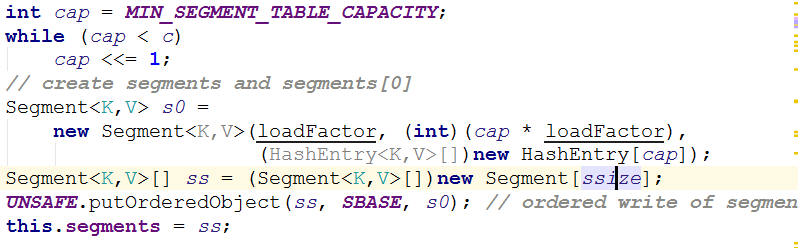 int cap = MIN_SEGMENT_TABLE_CAPACITY;
while (cap < c)
cap <<= 1;
// create segments and segments[0]
Segment<K,V> s0 =
new Segment<K,V>(loadFactor, (int)(cap * loadFactor),
(HashEntry<K,V>[])new HashEntry[cap]);
Segment<K,V>[] ss = (Segment<K,V>[])new Segment[ssize];
UNSAFE.putOrderedObject(ss, SBASE, s0); // ordered write of segmen
this.segments = ss;